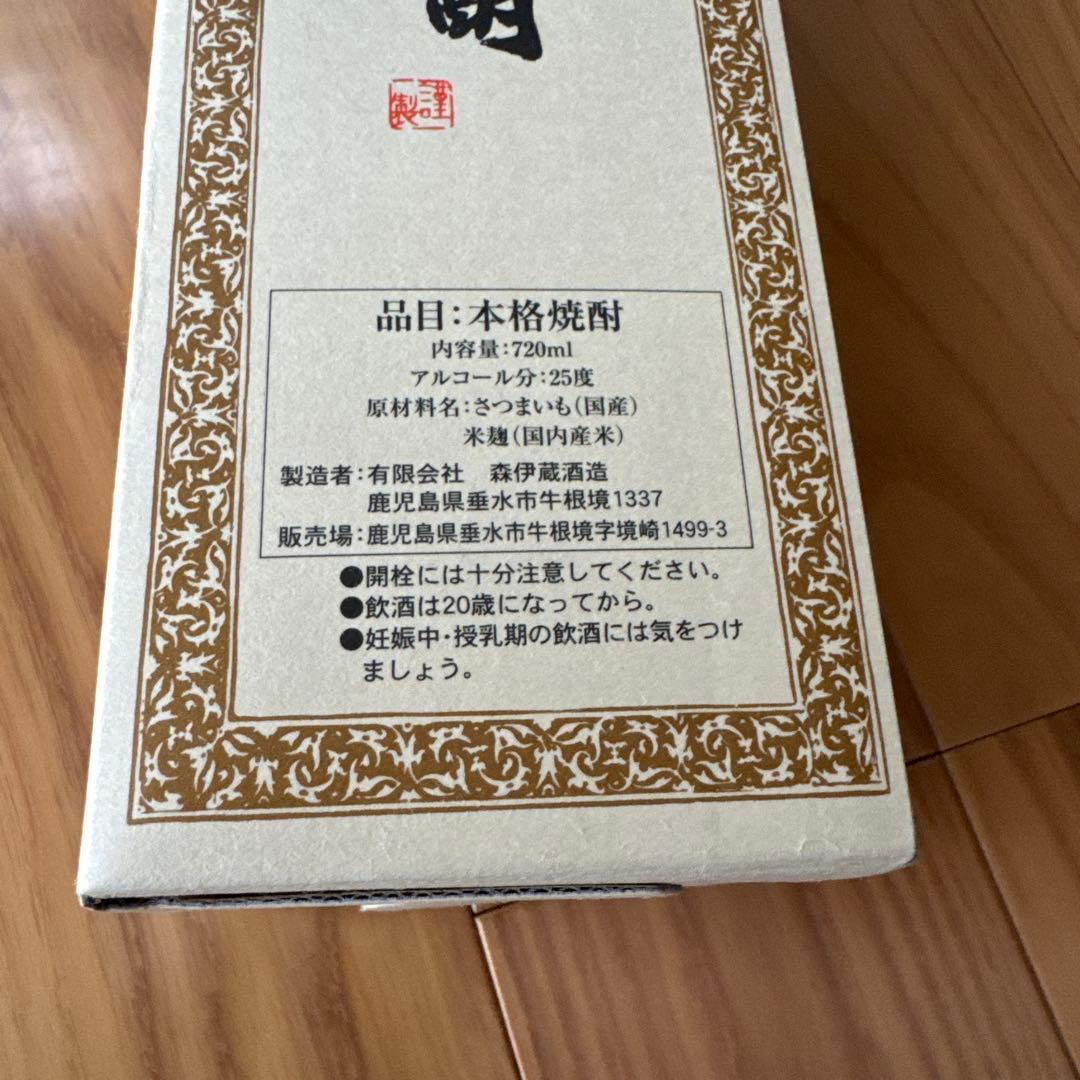 謹製
品目：本格焼酎
内容量：720ml
アルコール分：25度
原材料名：さつまいも（国産）
米麹（国内産米）
製造者：有限会社　森伊蔵酒造
鹿児島県垂水市牛根境1337
販売場：鹿児島県垂水市牛根境字境崎1499-3
●開栓には十分注意してください。
●飲酒は20歳になってから。
●妊娠中・授乳期の飲酒には気をつけ
ましょう。